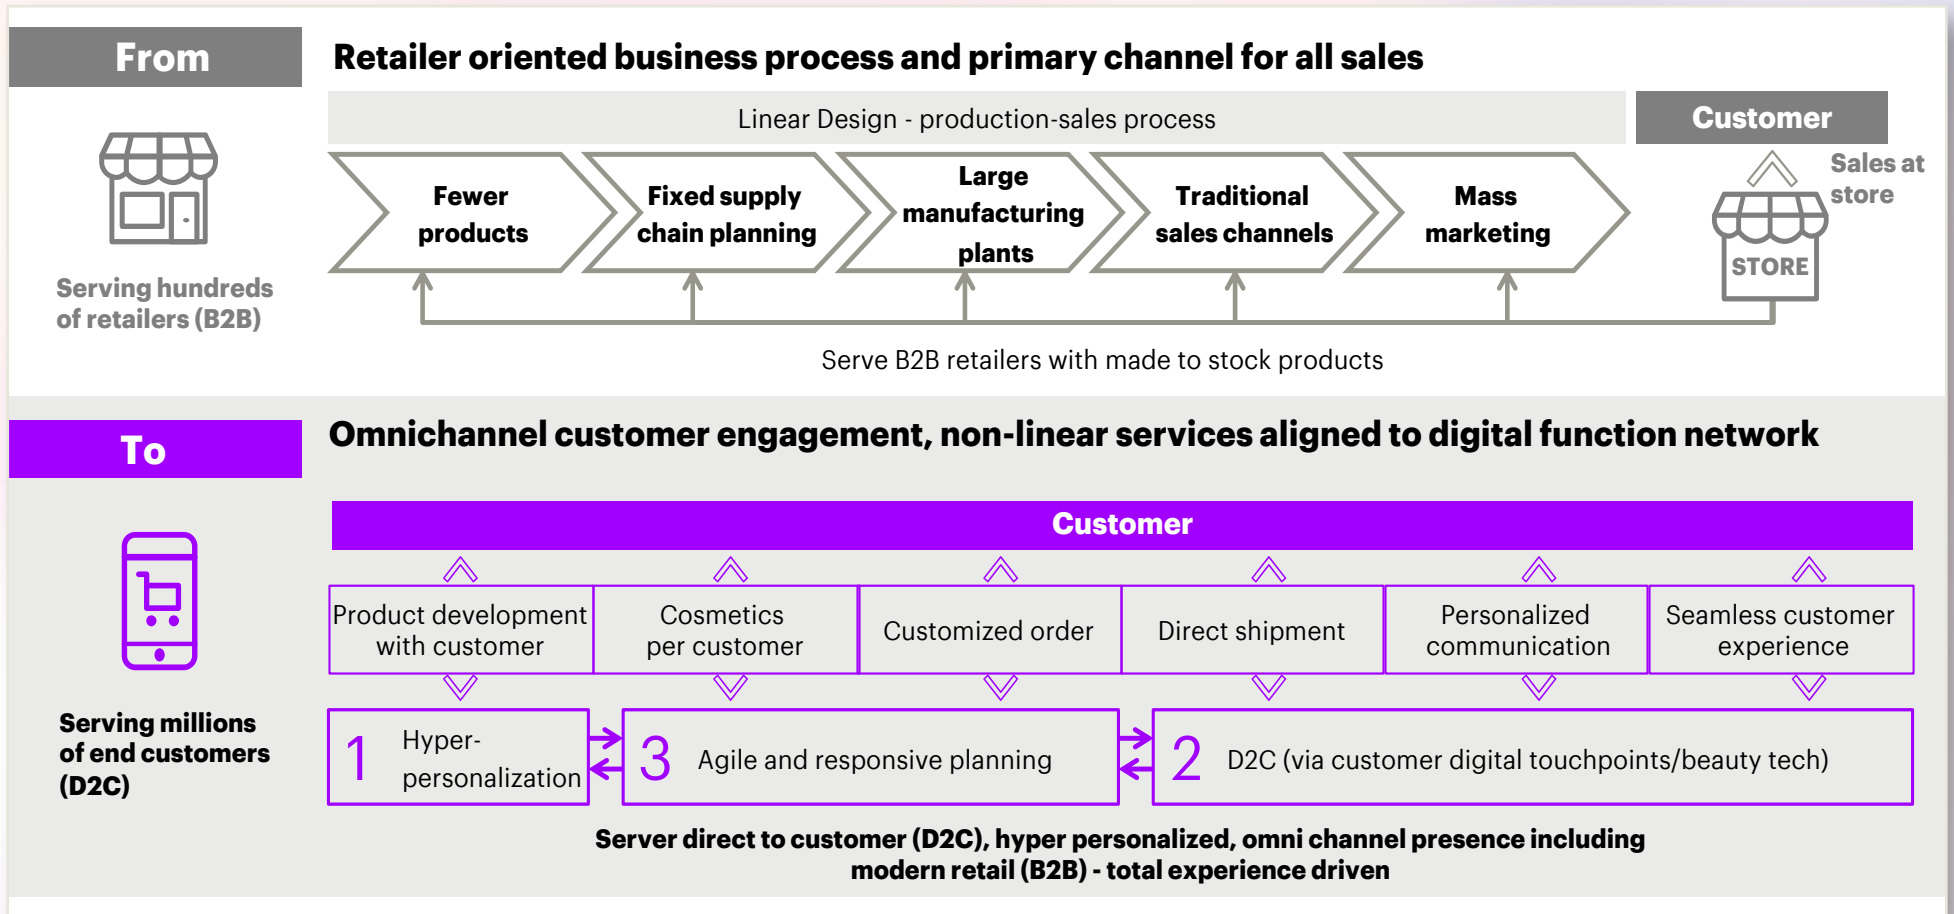 From
Retailer oriented business process and primary channel for all sales
Linear Design - production-sales process
Customer
Serving hundreds
of retailers (B2B)
Fewer
products
Fixed supply
chain planning
Large
manufacturing
plants
Traditional
sales channels
Mass
marketing
Sales at
store
STORE
Serve B2B retailers with made to stock products
To
Omnichannel customer engagement, non-linear services aligned to digital function network
Customer
Product development
with customer
Cosmetics
per customer
Customized order
Direct shipment
Personalized
communication
Seamless customer
experience
Serving millions
of end customers
(D2C)
1
Hyper-
personalization
3
Agile and responsive planning
2
D2C (via customer digital touchpoints/beauty tech)
Server direct to customer (D2C), hyper personalized, omni channel presence including
modern retail (B2B) - total experience driven